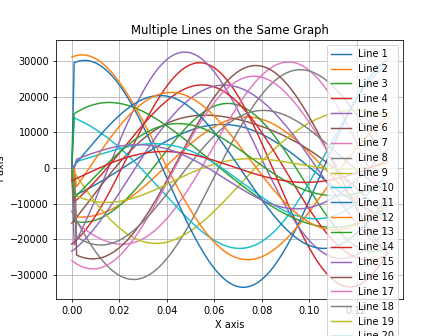 Multiple Lines on the Same Graph
30000
20000
10000
0
−10000
−20000
−30000
0.00
0.02
0.04
0.06
0.08
0.10
X axis
axis
Line 1
Line 2
Line 3
Line 4
Line 5
Line 6
Line 7
Line 8
Line 9
Line 10
Line 11
Line 12
Line 13
Line 14
Line 15
Line 16
Line 17
Line 18
Line 19
Line 20